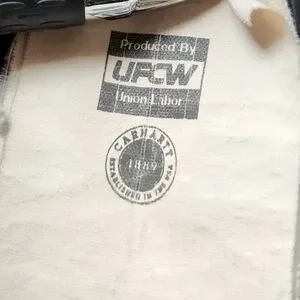 Produced By
UFCW
Union Labor
CARHARTT
1889
ESTABLISHED IN THE USA